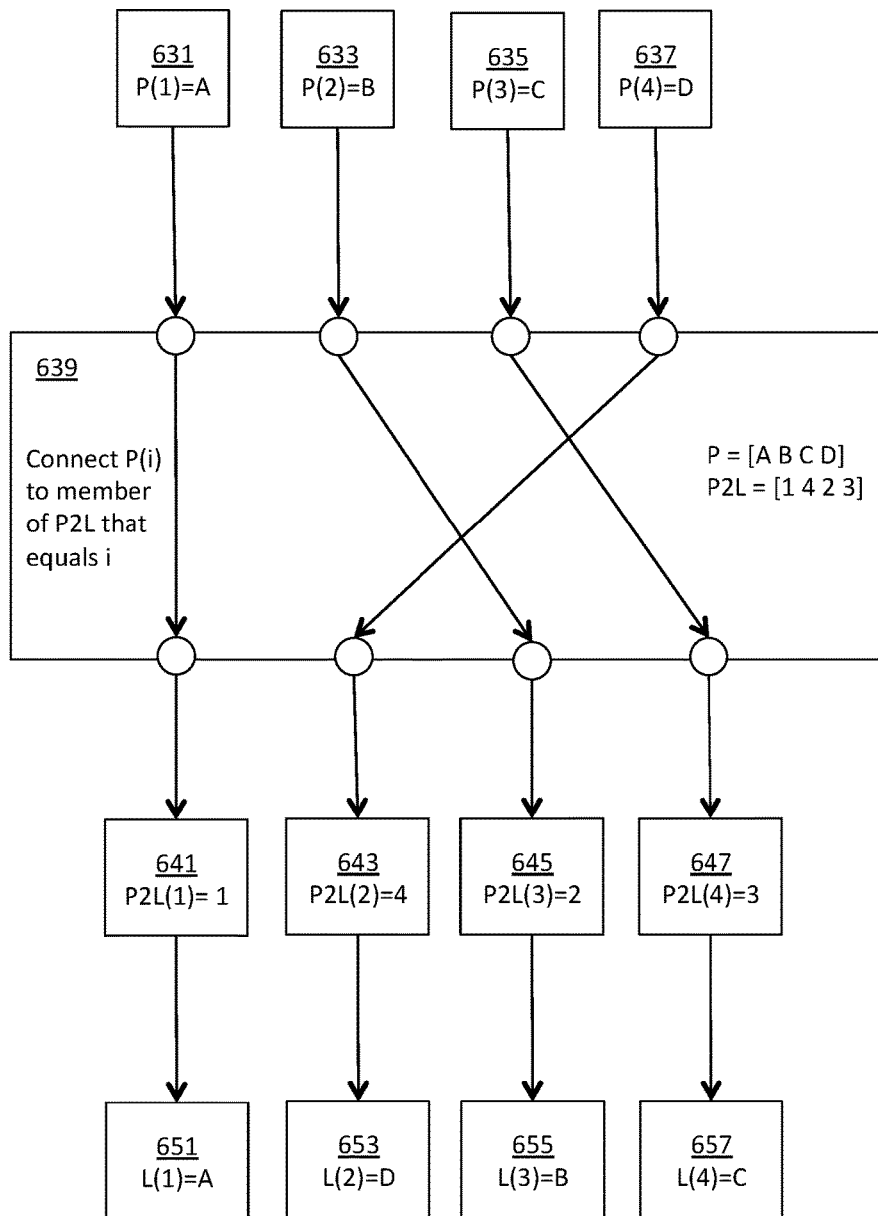 631
P(1)=A
633
P(2)=B
635
P(3)=C
637
P(4)=D
639
Connect P(i)
to member
of P2L that
equals i
P = [A B C D]
P2L = [1 4 2 3]
641
P2L(1)= 1
643
P2L(2)=4
645
P2L(3)=2
647
P2L(4)=3
651
L(1)=A
653
L(2)=D
655
L(3)=B
657
L(4)=C